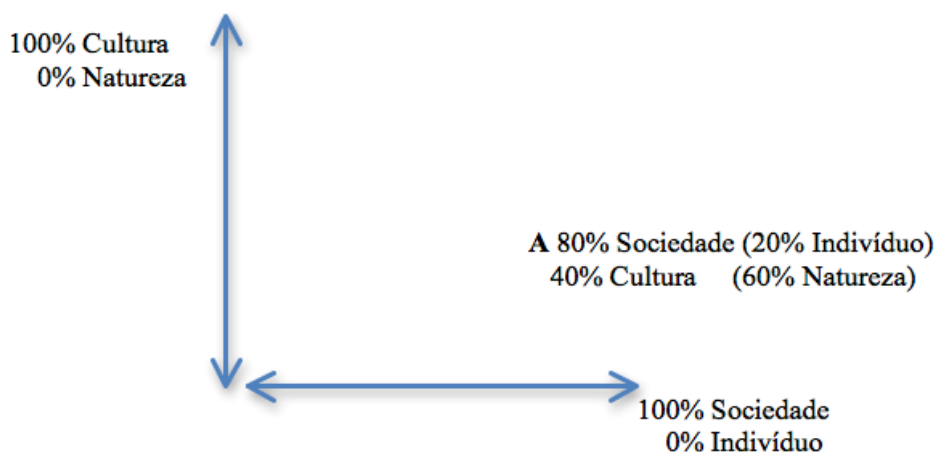 100% Cultura
0% Natureza
A 80% Sociedade (20% Indivíduo)
40% Cultura (60% Natureza)
100% Sociedade
0% Indivíduo